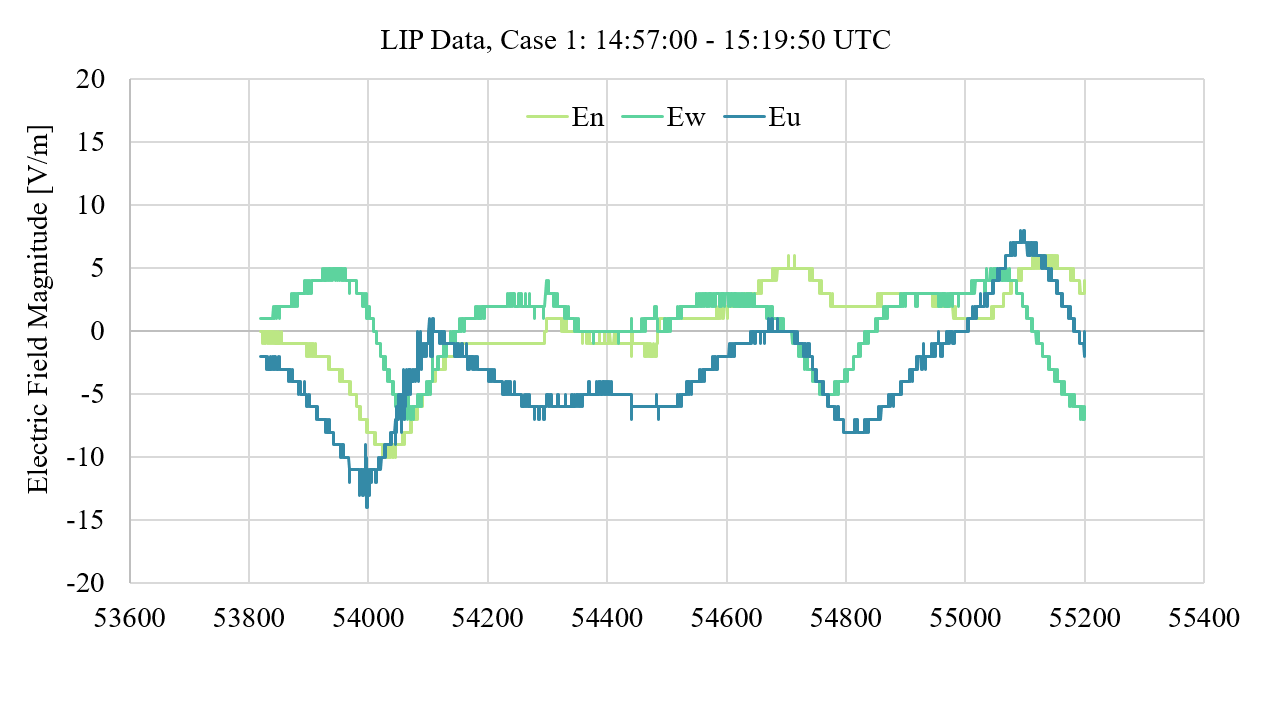 LIP Data, Case 1: 14:57:00 - 15:19:50 UTC
En Ew Eu
Electric Field Magnitude [V/m]
20
15
10
5
0
-5
-10
-15
-20
53600 53800 54000 54200 54400 54600 54800 55000 55200 55400